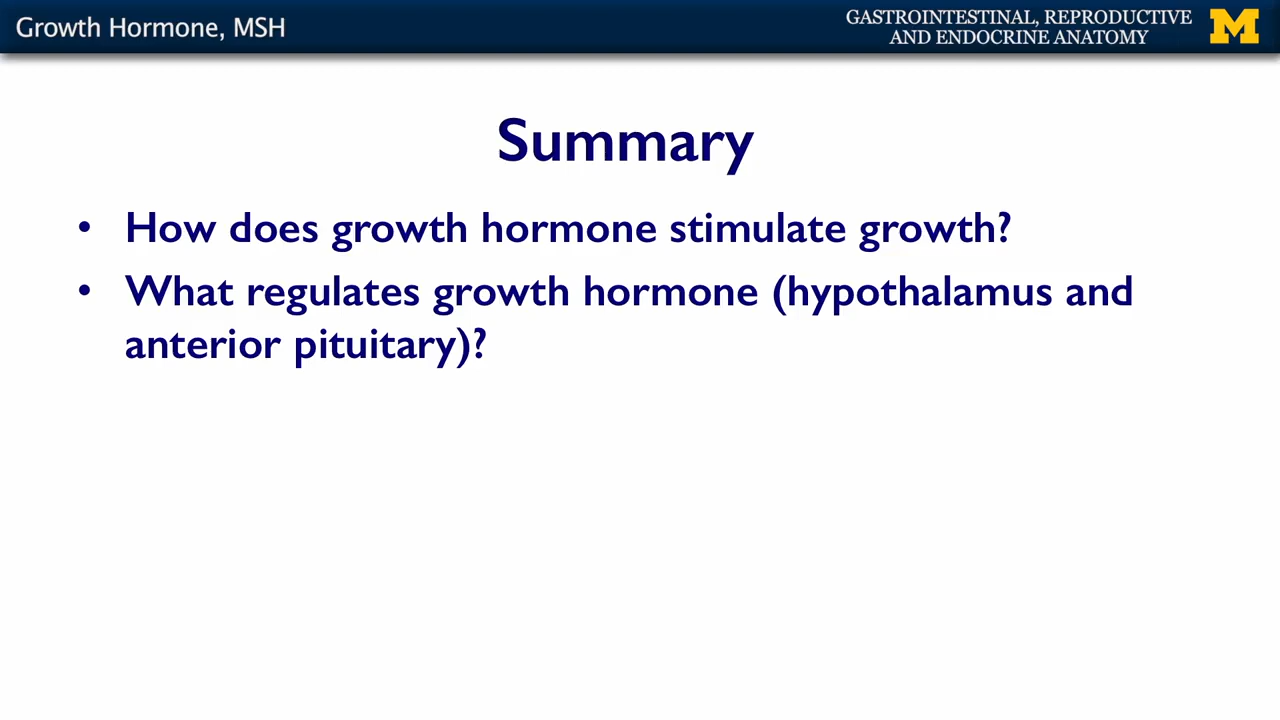 Growth Hormone, MSH
GASTROINTESTINAL, REPRODUCTIVE
AND ENDOCRINE ANATOMY
M
Summary
• How does growth hormone stimulate growth?
• What regulates growth hormone (hypothalamus and
anterior pituitary)?